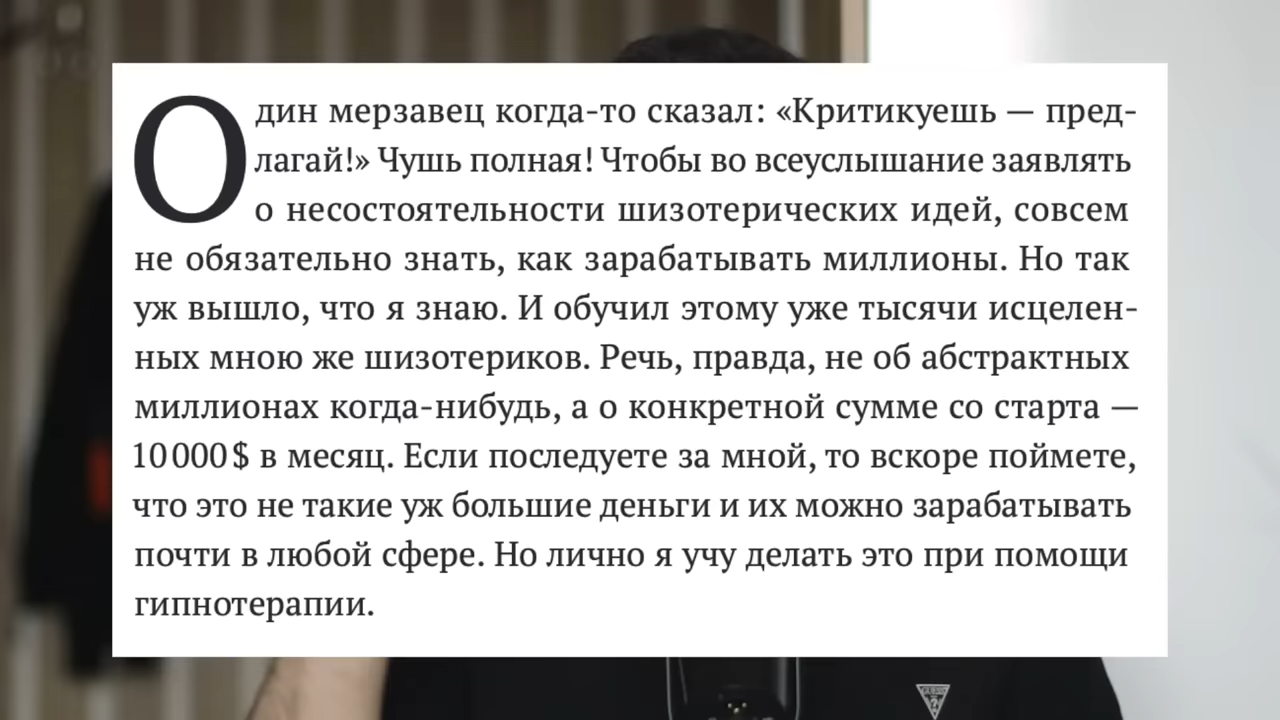 Один мерзавец когда-то сказал: «Критикуешь — пред-
лагай!» Чушь полная! Чтобы во всеуслышание заявлять
о несостоятельности шизотерических идей, совсем
не обязательно знать, как зарабатывать миллионы. Но так
уж вышло, что я знаю. И обучил этому уже тысячи исцелен-
ных мною же шизотериков. Речь, правда, не об абстрактных
миллионах когда-нибудь, а о конкретной сумме со старта —
10 000 $ в месяц. Если последуете за мной, то вскоре поймете,
что это не такие уж большие деньги и их можно зарабатывать
почти в любой сфере. Но лично я учу делать это при помощи
гипнотерапии.
GUESS
?